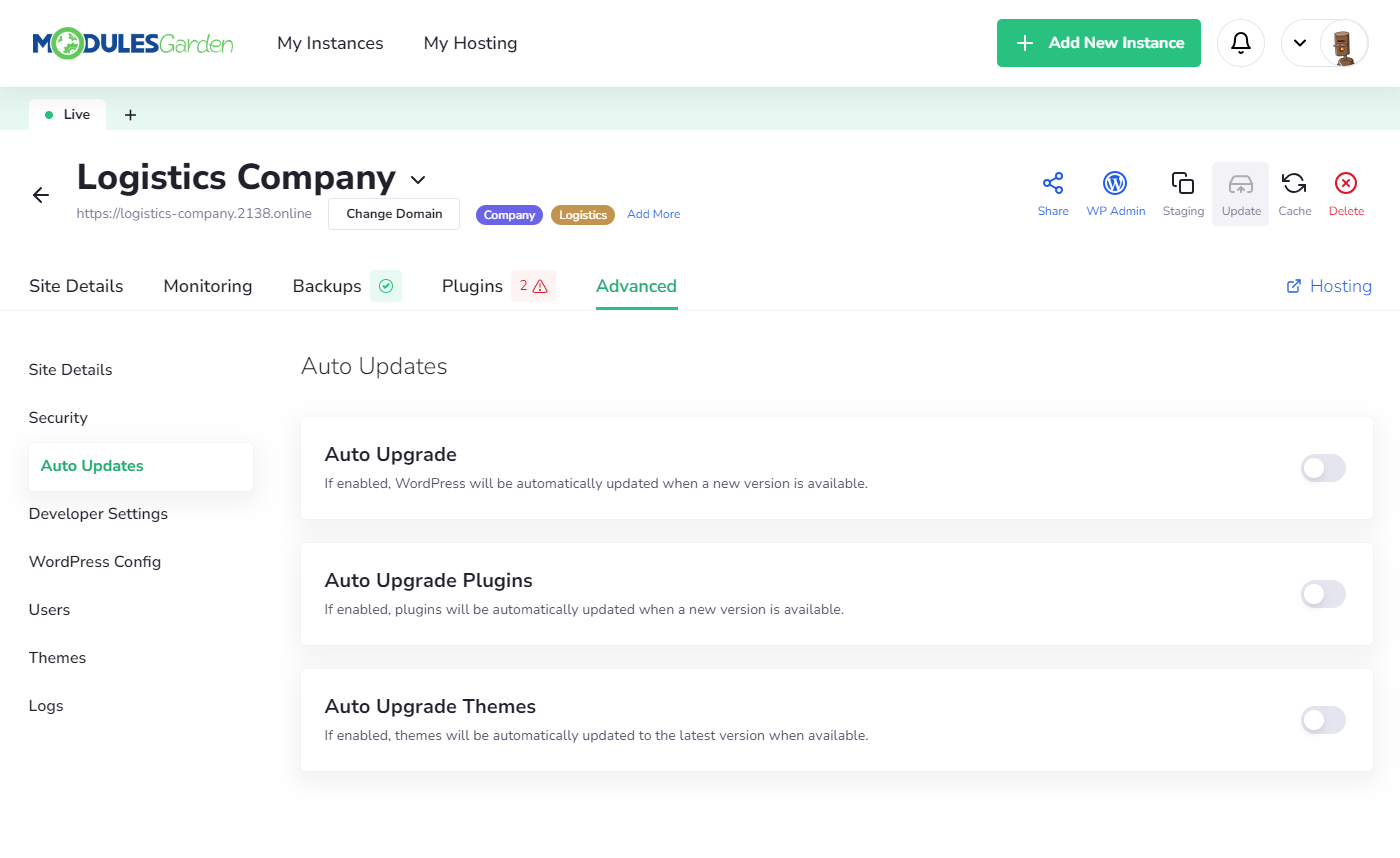 MODULESGarden
My Instances
My Hosting
Add New Instance
Live
Logistics Company
https://logistics-company.2138.online
Change Domain
Company
Logistics
Add More
Share
WP Admin
Staging
Update
Cache
Delete
Site Details
Monitoring
Backups
Plugins
2
Advanced
Hosting
Site Details
Security
Auto Updates
Developer Settings
WordPress Config
Users
Themes
Logs
Auto Updates
Auto Upgrade
If enabled, WordPress will be automatically updated when a new version is available.
Auto Upgrade Plugins
If enabled, plugins will be automatically updated when a new version is available.
Auto Upgrade Themes
If enabled, themes will be automatically updated to the latest version when available.